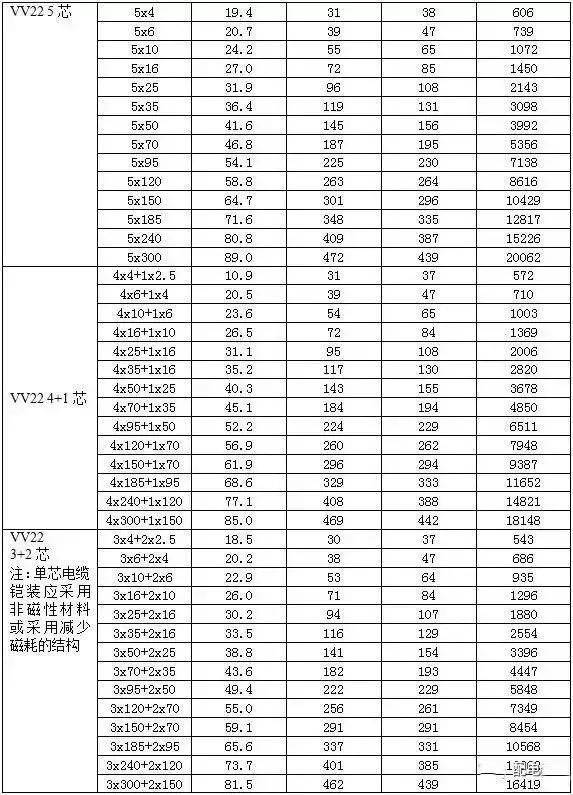 VV22 5 芯
5x4 19.4 31 38 606
5x6 20.7 39 47 739
5x10 24.2 55 65 1072
5x16 27.0 72 85 1450
5x25 31.9 96 108 2143
5x35 36.4 119 131 3098
5x50 41.6 145 156 3992
5x70 46.8 187 195 5356
5x95 54.1 225 230 7138
5x120 58.8 263 264 8616
5x150 64.7 301 296 10429
5x185 71.6 348 335 12817
5x240 80.8 409 387 15226
5x300 89.0 472 439 20062
VV22 4+1 芯
4x4+1x2.5 10.9 31 37 572
4x6+1x4 20.5 39 47 710
4x10+1x6 23.6 54 65 1003
4x16+1x10 26.5 72 84 1369
4x25+1x16 31.1 95 108 2006
4x35+1x16 35.2 117 130 2820
4x50+1x25 40.3 143 155 3678
4x70+1x35 45.1 184 194 4850
4x95+1x50 52.2 224 229 6511
4x120+1x70 56.9 260 262 7948
4x150+1x70 61.9 296 294 9387
4x185+1x95 68.6 329 333 11652
4x240+1x120 77.1 408 388 14821
4x300+1x150 85.0 469 442 18148
VV22
3+2 芯
注:单芯电缆
铠装应采用
非磁性材料
或采用减少
磁耗的结构
3x4+2x2.5 18.5 30 37 543
3x6+2x4 20.2 38 47 686
3x10+2x6 22.9 53 64 935
3x16+2x10 26.0 71 84 1296
3x25+2x16 30.2 94 107 1880
3x35+2x16 33.5 116 129 2554
3x50+2x25 38.8 141 154 3396
3x70+2x35 43.6 182 193 4447
3x95+2x50 49.4 222 229 5848
3x120+2x70 55.0 256 261 7349
3x150+2x70 59.1 291 291 8454
3x185+2x95 65.6 337 331 10568
3x240+2x120 73.7 401 385
3x300+2x150 81.5 462 439 16419